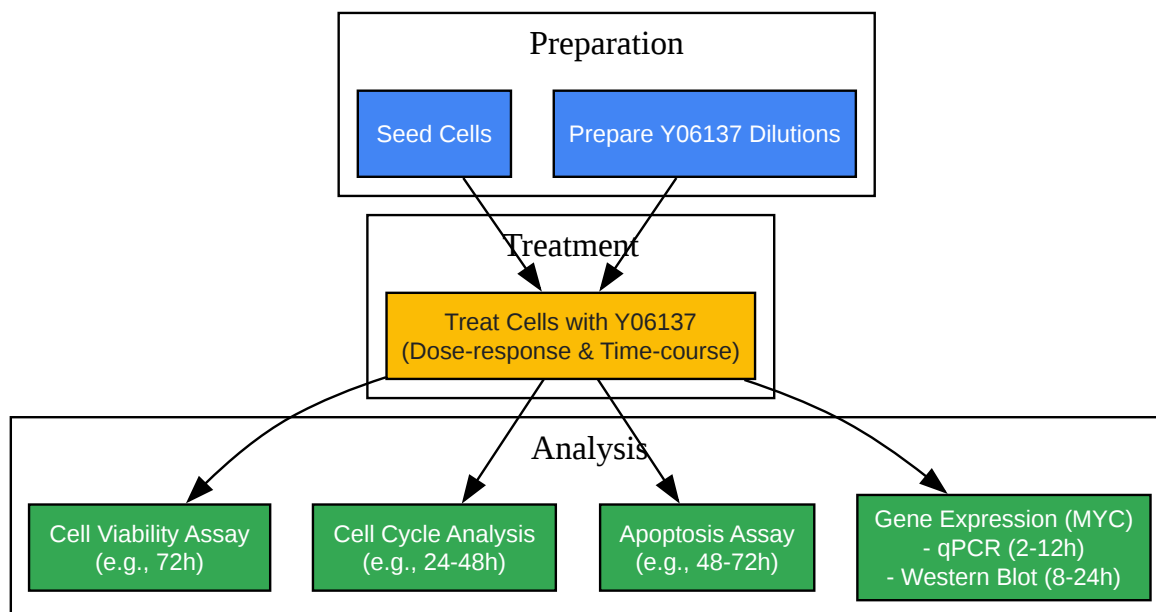 Preparation
Seed Cells
Prepare Y06137 Dilutions
Treatment
Treat Cells with Y06137
(Dose-response & Time-course)
Analysis
Cell Viability Assay
(e.g., 72h)
Cell Cycle Analysis
(e.g., 24-48h)
Apoptosis Assay
(e.g., 48-72h)
Gene Expression (MYC)
- qPCR (2-12h)
- Western Blot (8-24h)